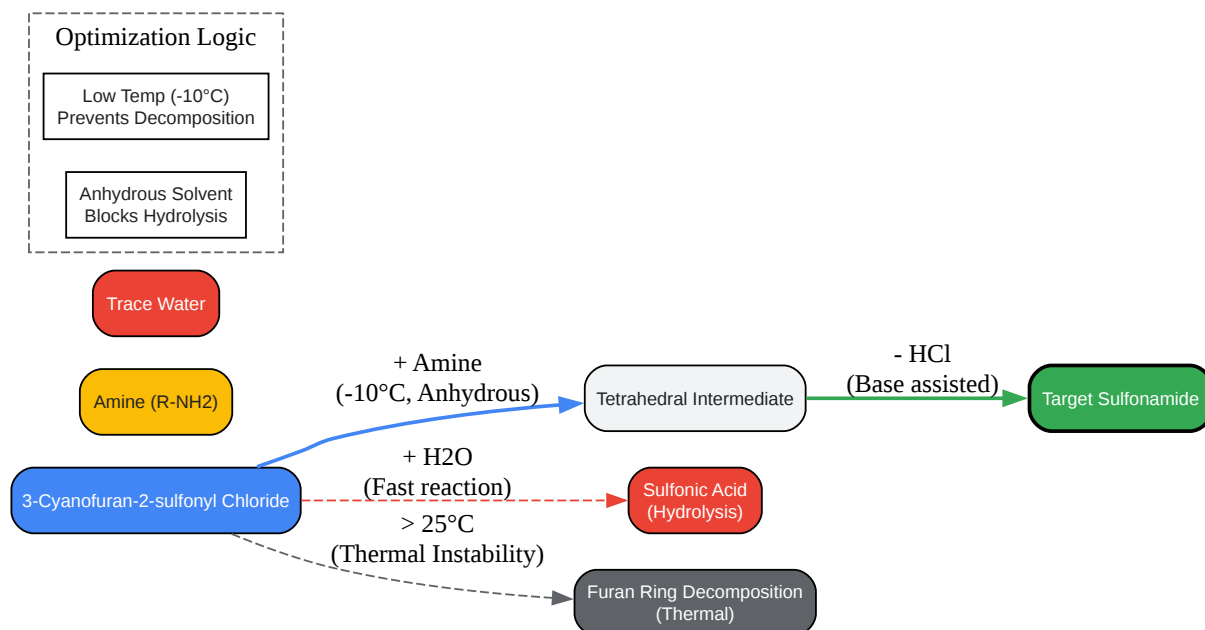 Optimization Logic
Low Temp (-10°C)
Prevents Decomposition
Anhydrous Solvent
Blocks Hydrolysis
Trace Water
Amine (R-NH2)
3-Cyanofuran-2-sulfonyl Chloride
+ Amine
(-10°C, Anhydrous)
Tetrahedral Intermediate
- HCl
(Base assisted)
Target Sulfonamide
+ H2O
(Fast reaction)
Sulfonic Acid
(Hydrolysis)
> 25°C
(Thermal Instability)
Furan Ring Decomposition
(Thermal)